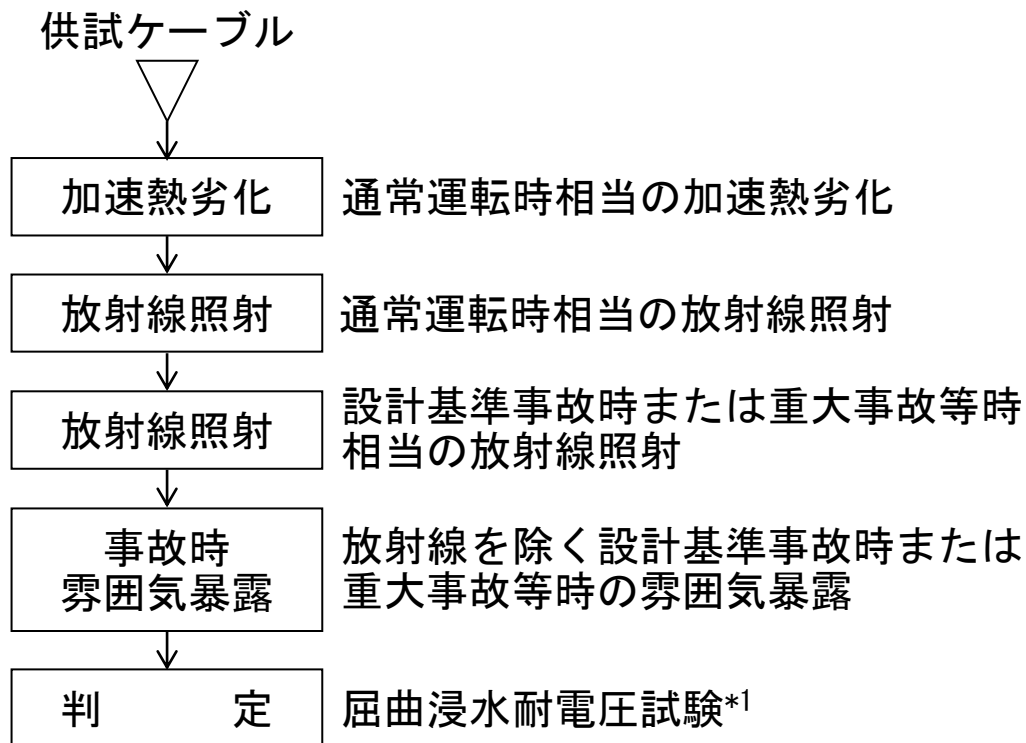 供試ケーブル
加速熱劣化 通常運転時相当の加速熱劣化
放射線照射 通常運転時相当の放射線照射
放射線照射
設計基準事故時または重大事故等時
相当の放射線照射
事故時
雰囲気暴露
放射線を除く設計基準事故時または
重大事故等時の雰囲気暴露
判 定 屈曲浸水耐電圧試験*1